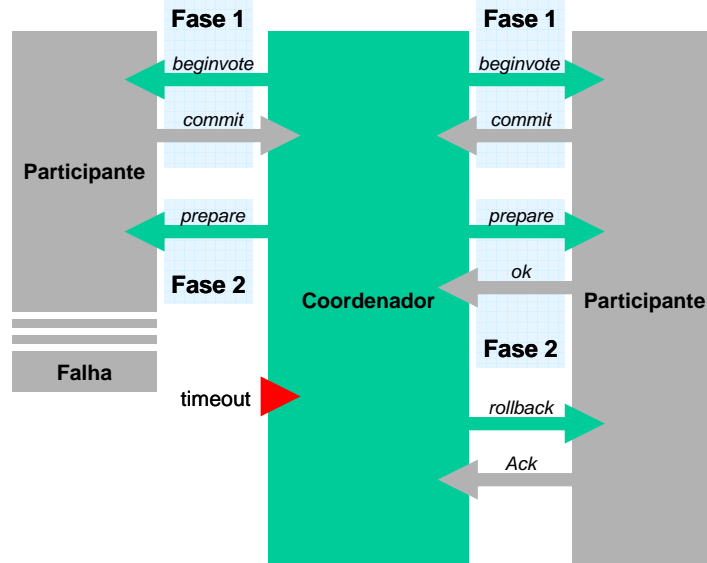 Fase 1
Fase 1
beginvote
beginvote
commit
commit
Participante
prepare
prepare
Fase 2
ok
Coordenador
Participante
Fase 2
Falha
timeout
rollback
Ack